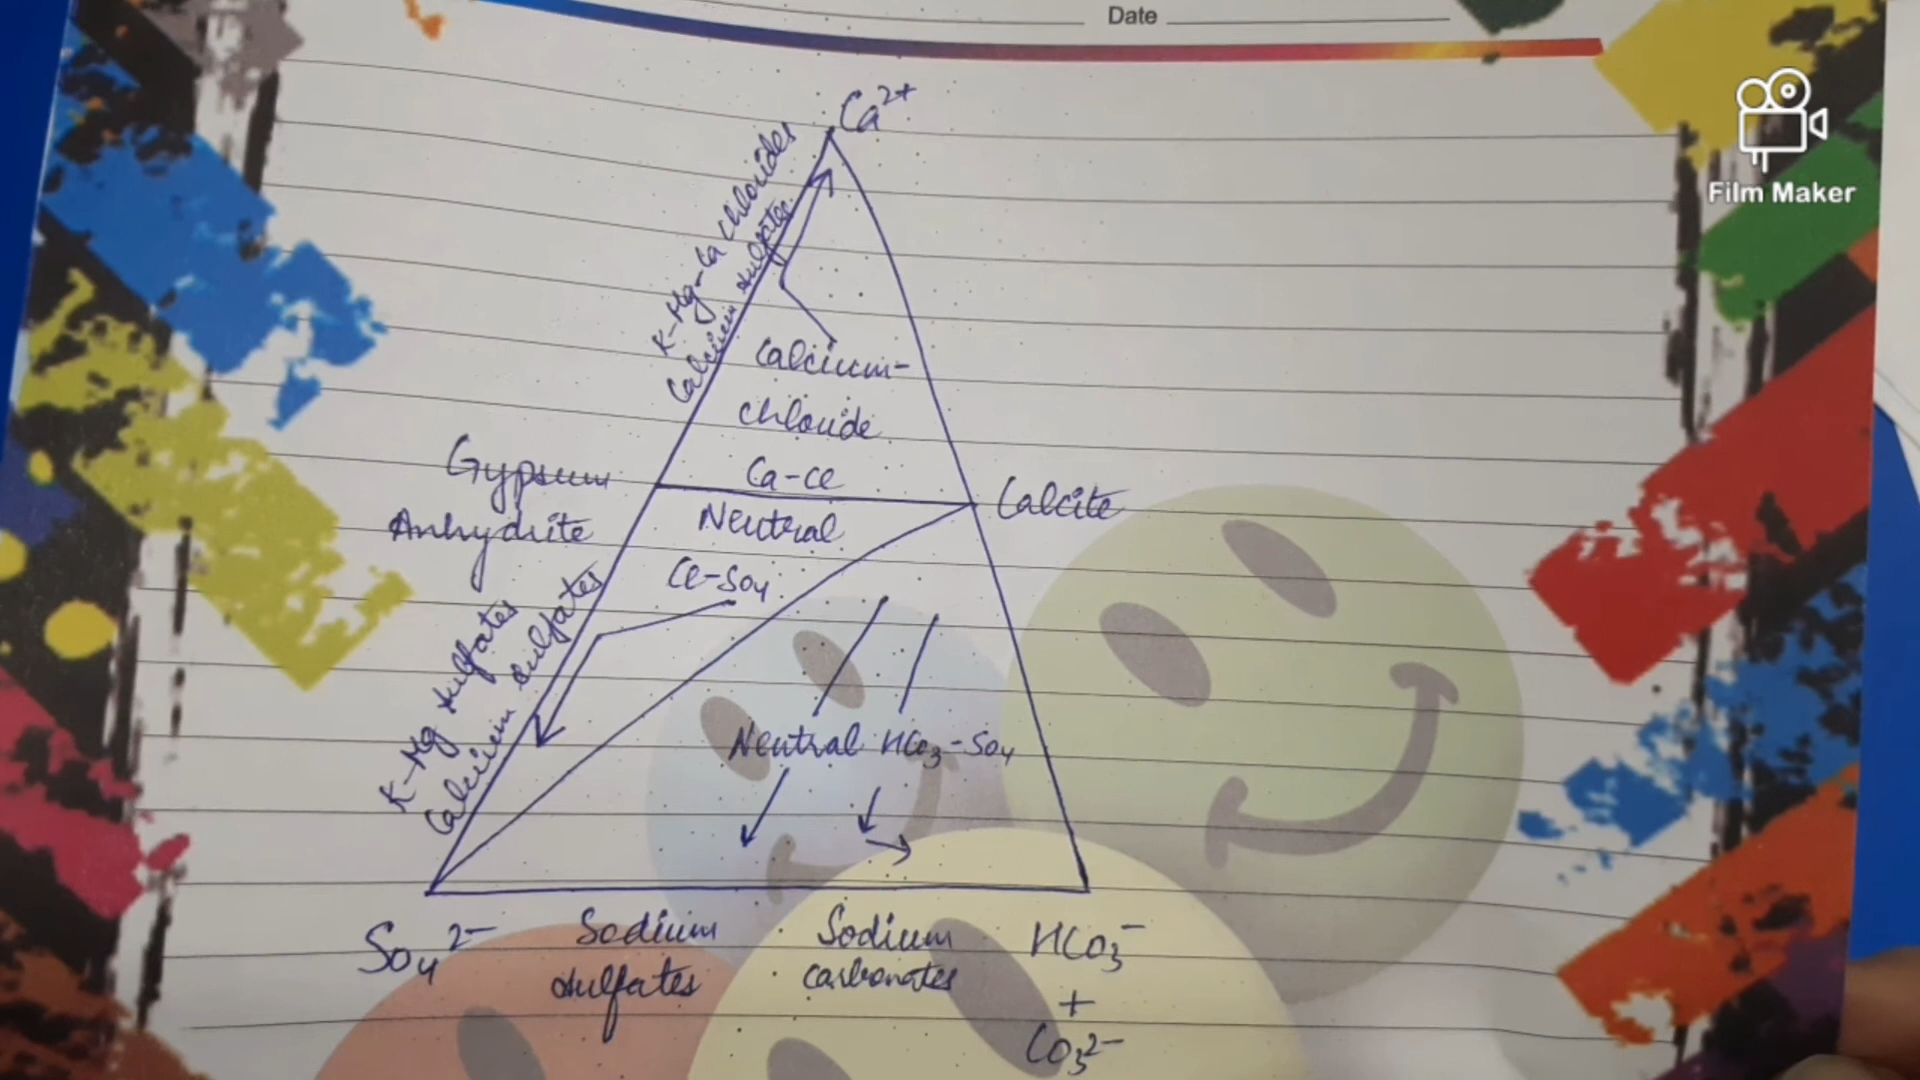 Date
Film Maker
Ca2+
K-Mg-Ca Chlorides
Calcium sulfates
Calcium-
chloride
Ca-Cl
Gypsum
Anhydrite
Calcite
Neutral
Cl-SO4
K-Mg sulfates
Calcium sulfates
Neutral HCO3-SO4
SO4 2-
Sodium
sulfates
Sodium
carbonates
HCO3-
+
CO3 2-